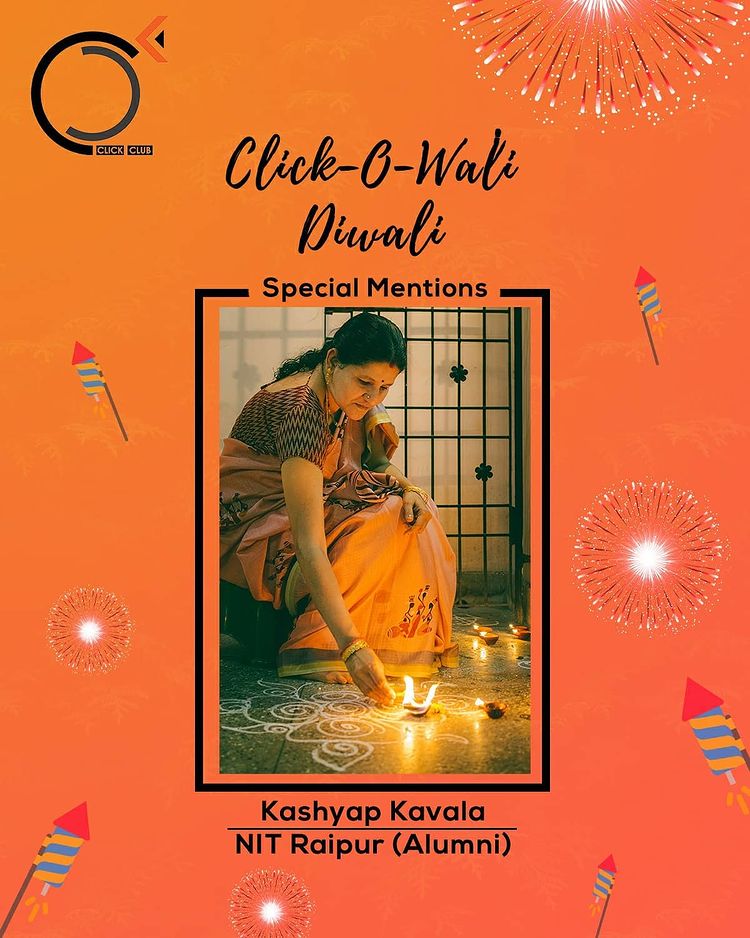 CLICK CLUB
Click-O-Wali
Diwali
Special Mentions
Kashyap Kavala
NIT Raipur (Alumni)